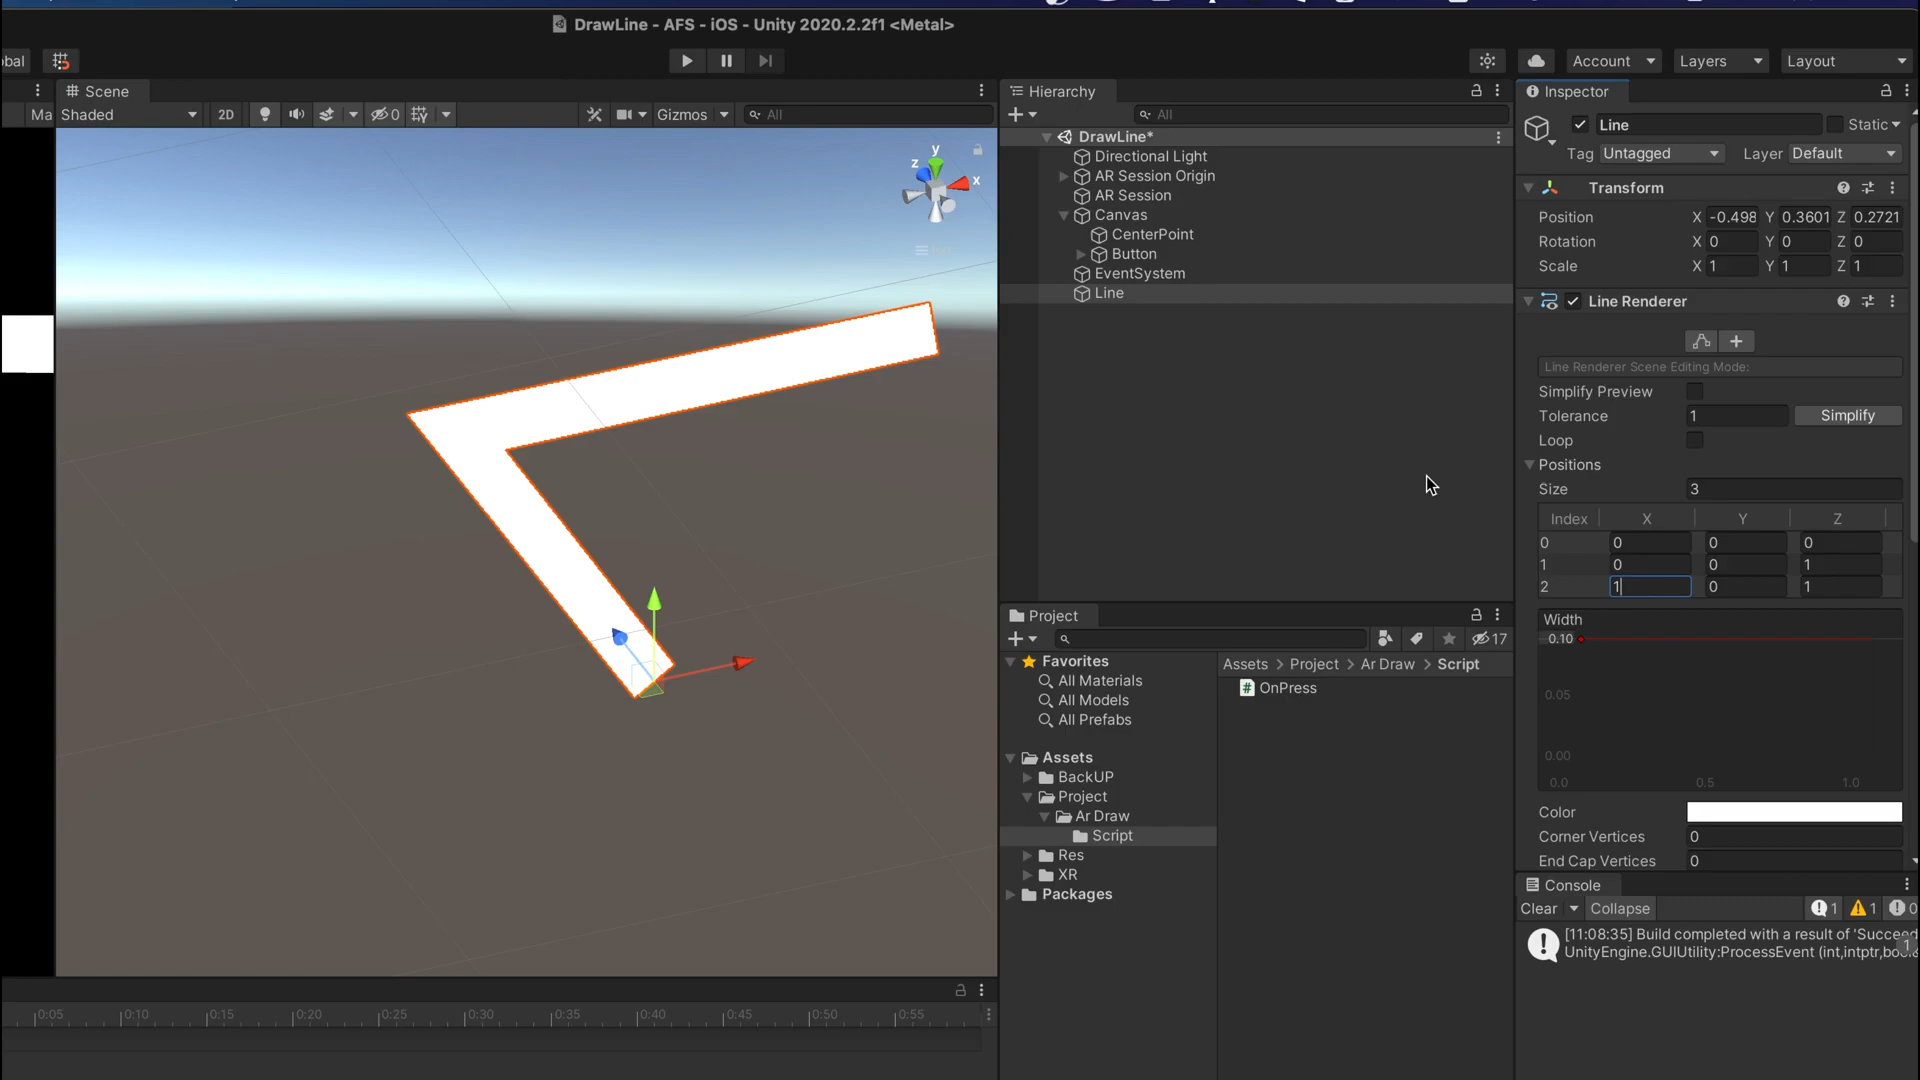 DrawLine - AFS - iOS - Unity 2020.2.2f1 <Metal>
obal
Account
Layers
Layout
Scene
Ma
Shaded
2D
0
Gizmos
All
y
z
x
0:05
0:10
0:15
0:20
0:25
0:30
0:35
0:40
0:45
0:50
0:55
Hierarchy
All
DrawLine*
Directional Light
AR Session Origin
AR Session
Canvas
CenterPoint
Button
EventSystem
Line
Project
17
Favorites
All Materials
All Models
All Prefabs
Assets
BackUP
Project
Ar Draw
Script
Res
XR
Packages
Assets > Project > Ar Draw > Script
OnPress
Inspector
Line
Static
Tag Untagged Layer Default
Transform
Position X -0.498 Y 0.3601 Z 0.2721
Rotation X 0 Y 0 Z 0
Scale X 1 Y 1 Z 1
Line Renderer
Line Renderer Scene Editing Mode:
Simplify Preview
Tolerance 1 Simplify
Loop
Positions
Size 3
Index X Y Z
0 0 0 0
1 0 0 1
2 1 0 1
Width
0.10
0.05
0.00
0.0 0.5 1.0
Color
Corner Vertices 0
End Cap Vertices 0
Console
Clear Collapse 1 1 0
[11:08:35] Build completed with a result of 'Succeed
UnityEngine.GUIUtility:ProcessEvent (int,intptr,bool&
1